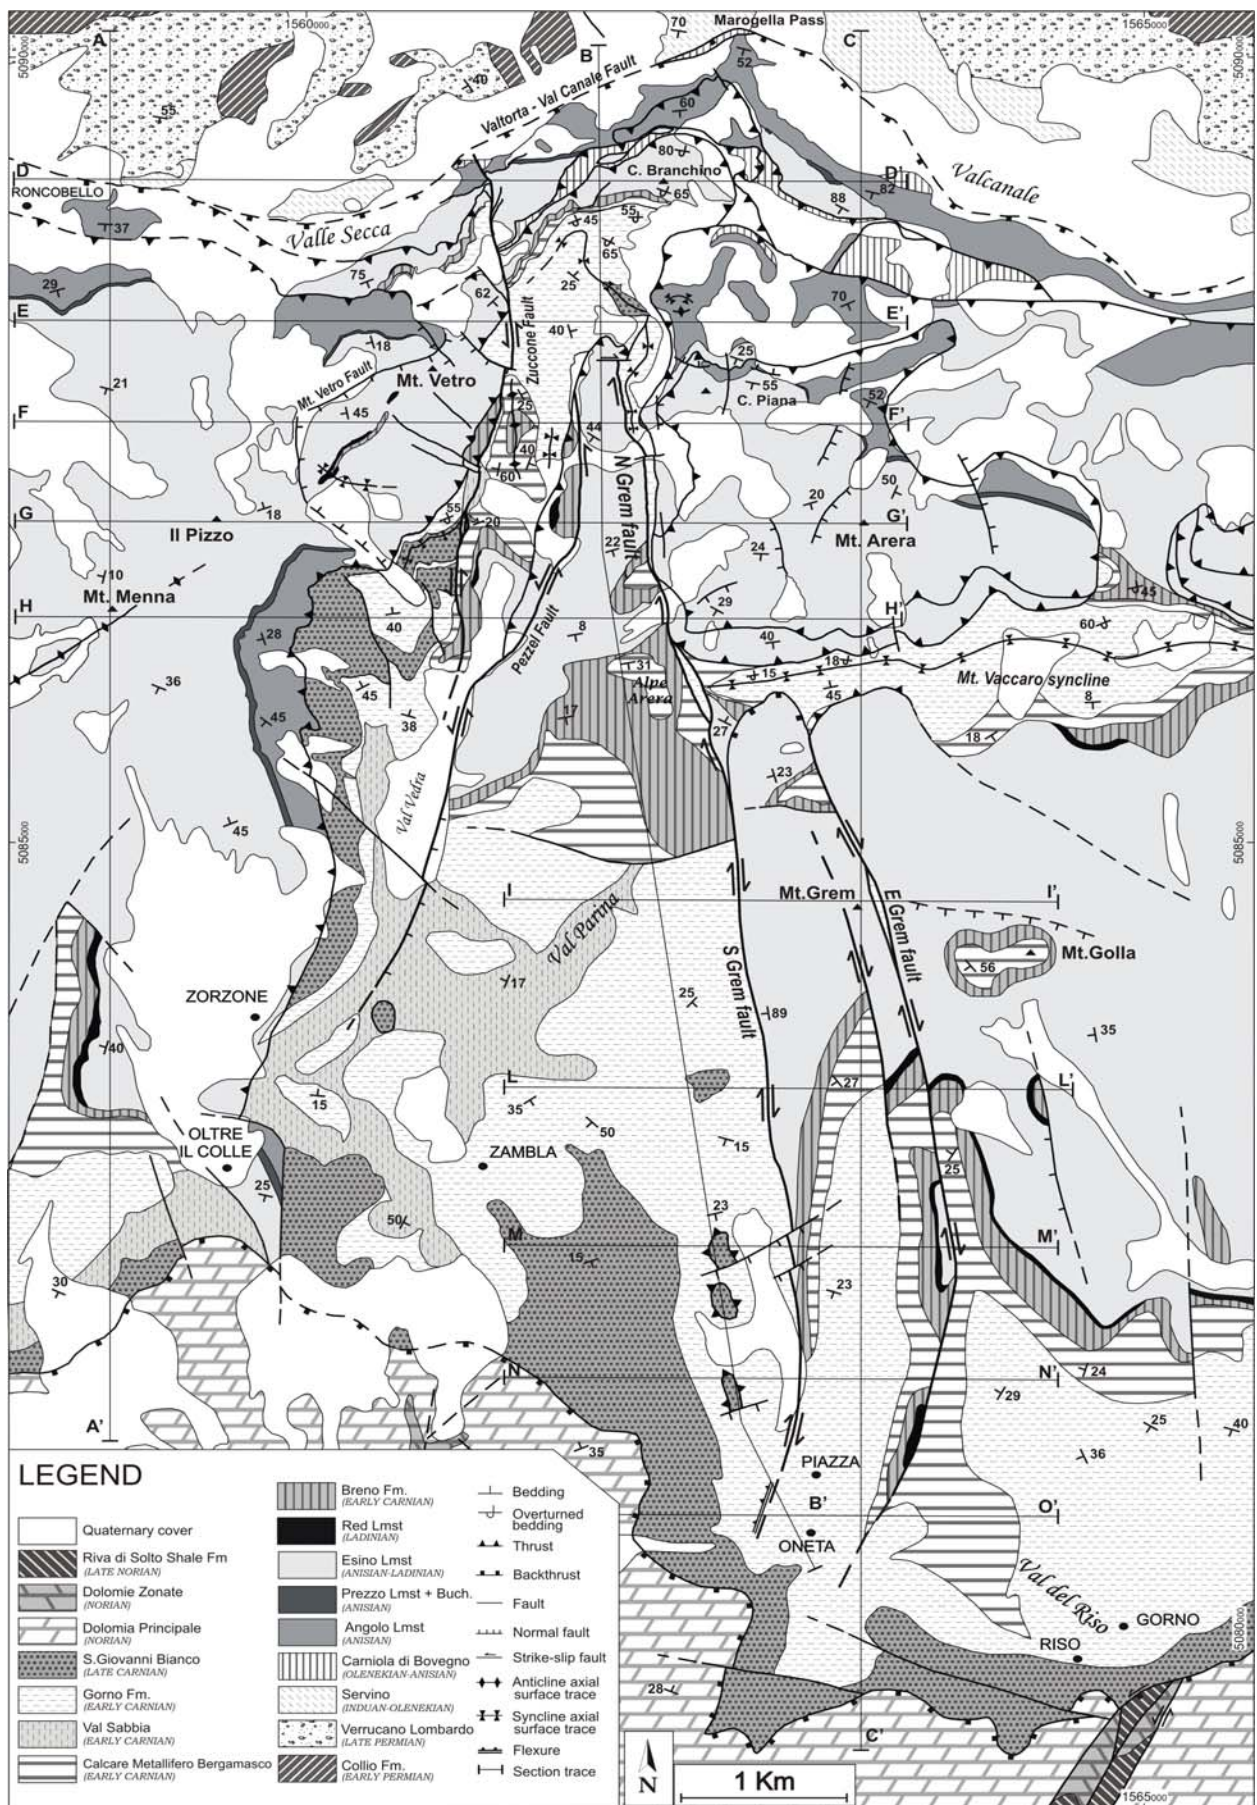 1560000
1565000
5090000
5090000
A
B
C
70
Marogella Pass
52
40
Valtorta - Val Canale Fault
60
55
80
C. Branchino
D
D'
RONCOBELLO
82
Valcanale
65
88
37
Valle Secca
45
55
65
75
29
62
25
70
E
E'
Zuccone Fault
40
18
25
Mt. Vetro
Mt. Vetro Fault
55
C. Piana
21
25
52
45
F
F'
44
40
60
N Grem fault
50
20
18
55
G
20
G'
Il Pizzo
Mt. Arera
22
24
10
45
Mt. Menna
29
H
40
H'
60
28
8
40
Pezzel Fault
31
18
15
Mt. Vaccaro syncline
36
45
Alpe
Arera
45
8
45
38
17
27
18
23
Val Vedra
45
5085000
5085000
I
Mt.Grem
I'
E Grem fault
Val Parina
S Grem fault
Mt.Golla
56
17
25
ZORZONE
89
35
40
27
L
L'
15
35
50
OLTRE
IL COLLE
15
ZAMBLA
25
25
50
23
M
M'
15
30
23
N
N'
24
29
25
40
A'
35
36
PIAZZA
B'
O'
ONETA
Val del Riso
GORNO
RISO
5080000
28
C'
1565000
LEGEND
Quaternary cover
Riva di Solto Shale Fm
(LATE NORIAN)
Dolomie Zonate
(NORIAN)
Dolomia Principale
(NORIAN)
S.Giovanni Bianco
(LATE CARNIAN)
Gorno Fm.
(EARLY CARNIAN)
Val Sabbia
(EARLY CARNIAN)
Calcare Metallifero Bergamasco
(EARLY CARNIAN)
Breno Fm.
(EARLY CARNIAN)
Red Lmst
(LADINIAN)
Esino Lmst
(ANISIAN-LADINIAN)
Prezzo Lmst + Buch.
(ANISIAN)
Angolo Lmst
(ANISIAN)
Carniola di Bovegno
(OLENEKIAN-ANISIAN)
Servino
(INDUAN-OLENEKIAN)
Verrucano Lombardo
(LATE PERMIAN)
Collio Fm.
(EARLY PERMIAN)
Bedding
Overturned
bedding
Thrust
Backthrust
Fault
Normal fault
Strike-slip fault
Anticline axial
surface trace
Syncline axial
surface trace
Flexure
Section trace
N
1 Km